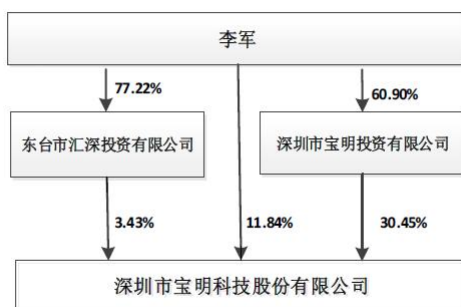 李军
77.22%
60.90%
东台市汇深投资有限公司
深圳市宝明投资有限公司
3.43%
11.84%
30.45%
深圳市宝明科技股份有限公司